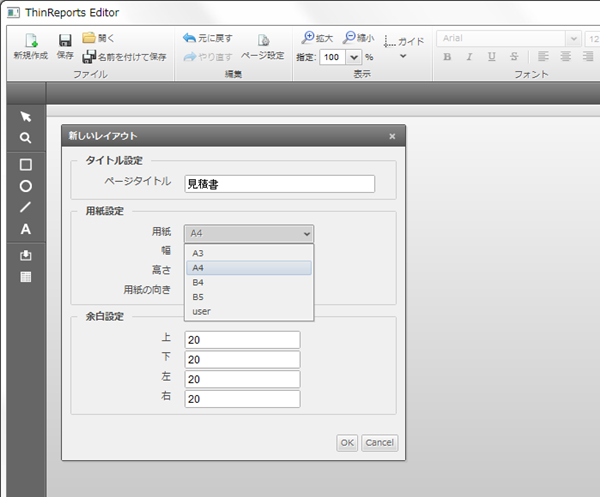 ThinReports Editor
新規作成 保存 開く 名前を付けて保存
ファイル
元に戻す やり直す ページ設定
編集
拡大 縮小 ガイド
指定: 100 %
表示
Arial 12
B I U S
フォント
新しいレイアウト
タイトル設定
ページタイトル 見積書
用紙設定
用紙 A4
幅
高さ
用紙の向き
A3
A4
B4
B5
user
余白設定
上 20
下 20
左 20
右 20
OK Cancel
A